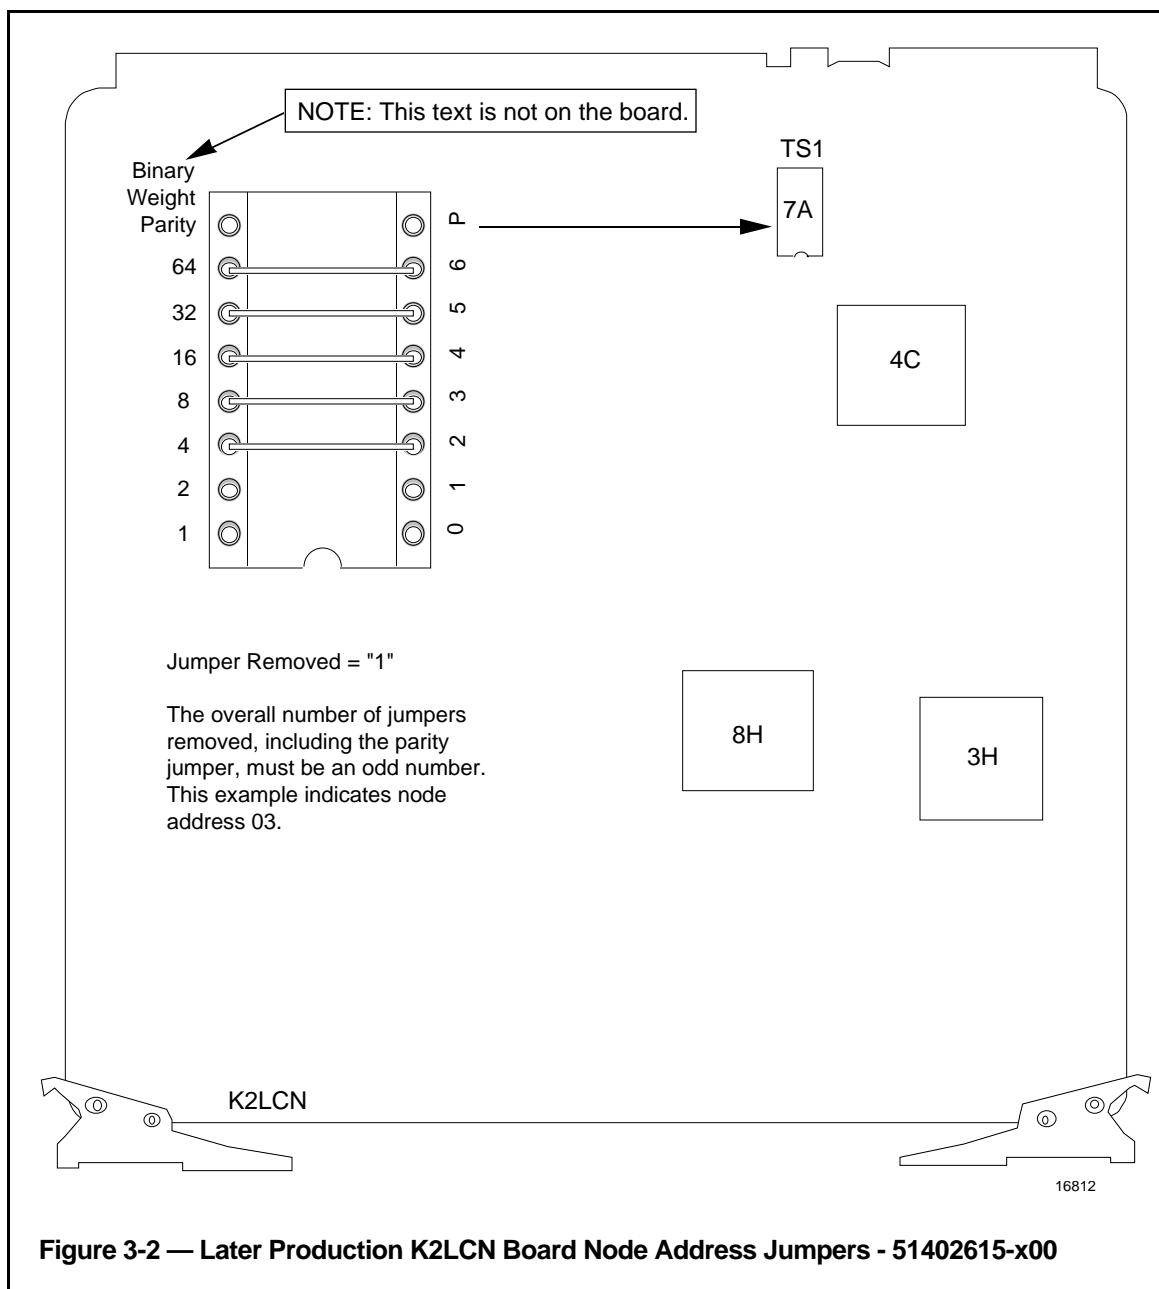 NOTE: This text is not on the board.
TS1
Binary
Weight
Parity
P
7A
64
6
32
5
16
4
4C
8
3
4
2
2
1
1
0
Jumper Removed = "1"
The overall number of jumpers
removed, including the parity
jumper, must be an odd number.
This example indicates node
address 03.
8H
3H
K2LCN
16812
Figure 3-2 — Later Production K2LCN Board Node Address Jumpers - 51402615-x00